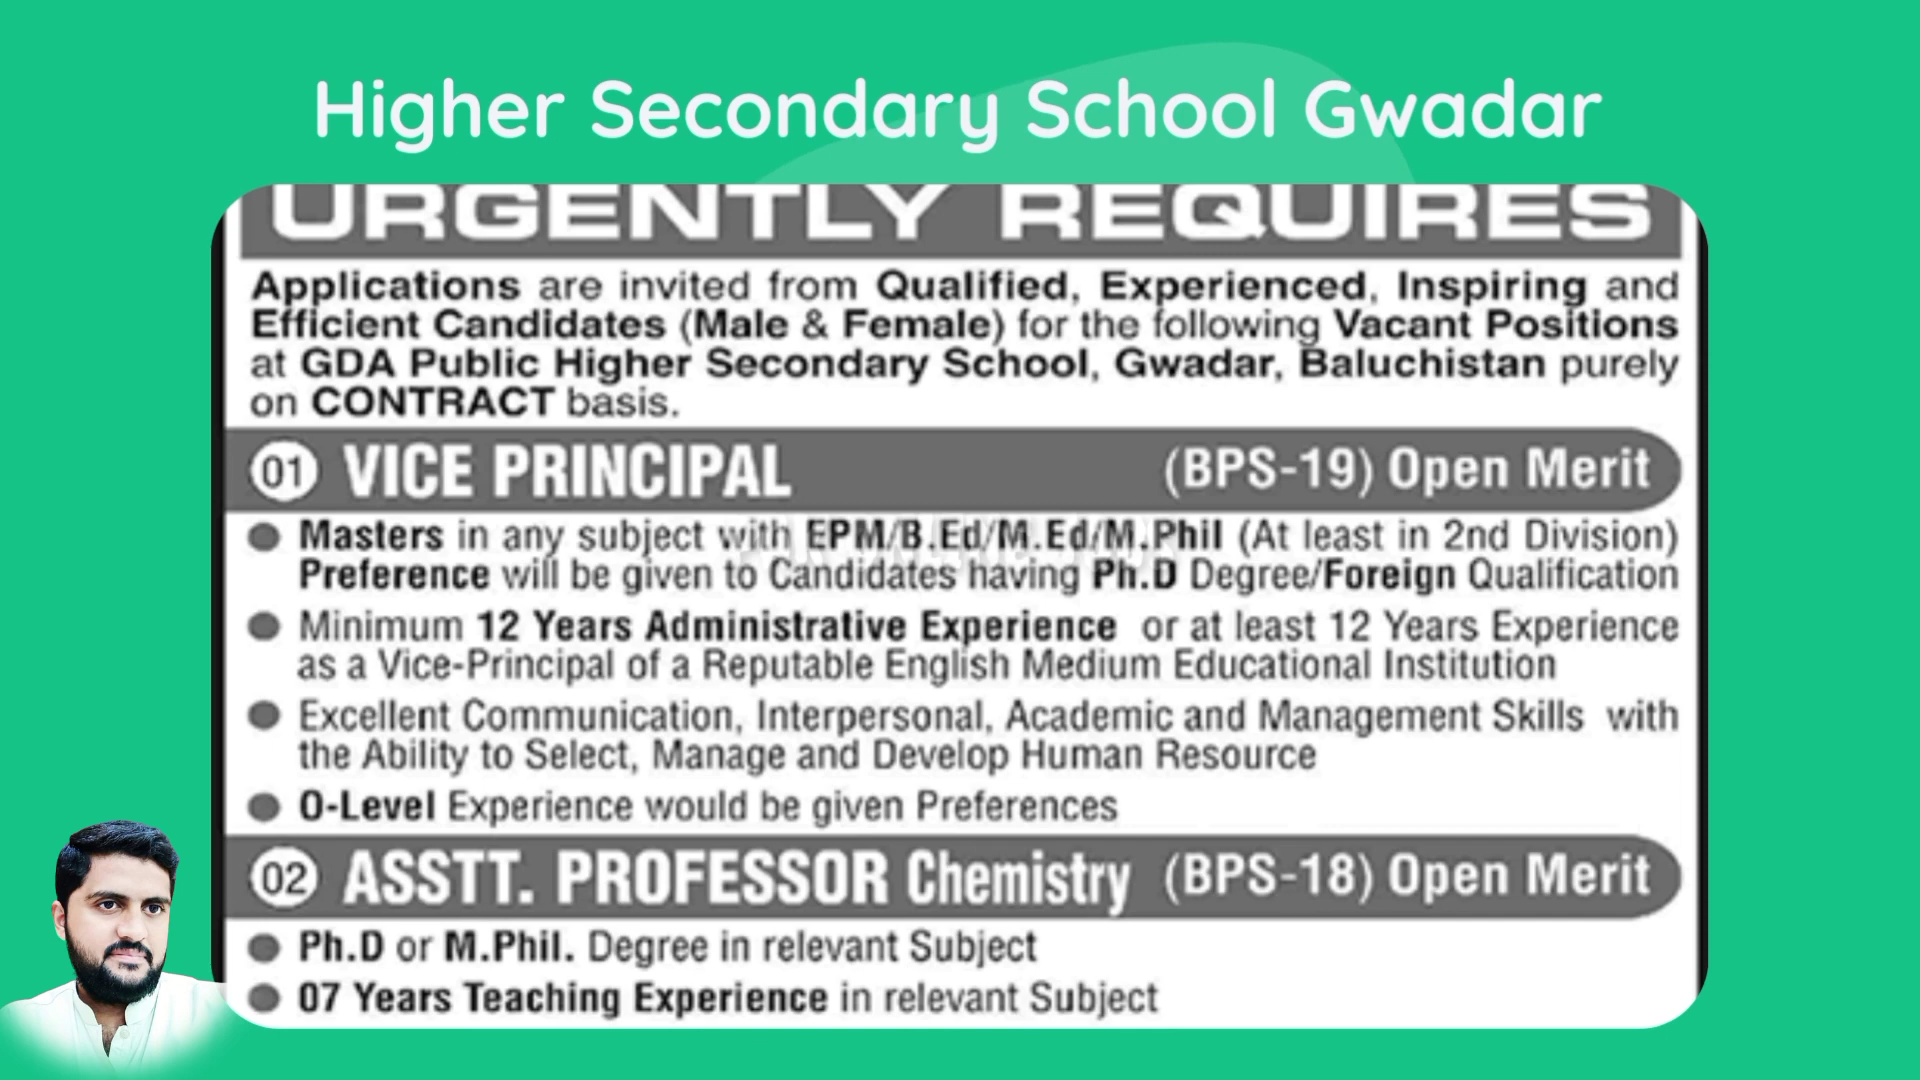 Higher Secondary School Gwadar
URGENTLY REQUIRES
Applications are invited from Qualified, Experienced, Inspiring and
Efficient Candidates (Male & Female) for the following Vacant Positions
at GDA Public Higher Secondary School, Gwadar, Baluchistan purely
on CONTRACT basis.
01 VICE PRINCIPAL (BPS-19) Open Merit
● Masters in any subject with EPM/B.Ed/M.Ed/M.Phil (At least in 2nd Division)
Preference will be given to Candidates having Ph.D Degree/Foreign Qualification
● Minimum 12 Years Administrative Experience or at least 12 Years Experience
as a Vice-Principal of a Reputable English Medium Educational Institution
● Excellent Communication, Interpersonal, Academic and Management Skills with
the Ability to Select, Manage and Develop Human Resource
● O-Level Experience would be given Preferences
02 ASSTT. PROFESSOR Chemistry (BPS-18) Open Merit
● Ph.D or M.Phil. Degree in relevant Subject
● 07 Years Teaching Experience in relevant Subject